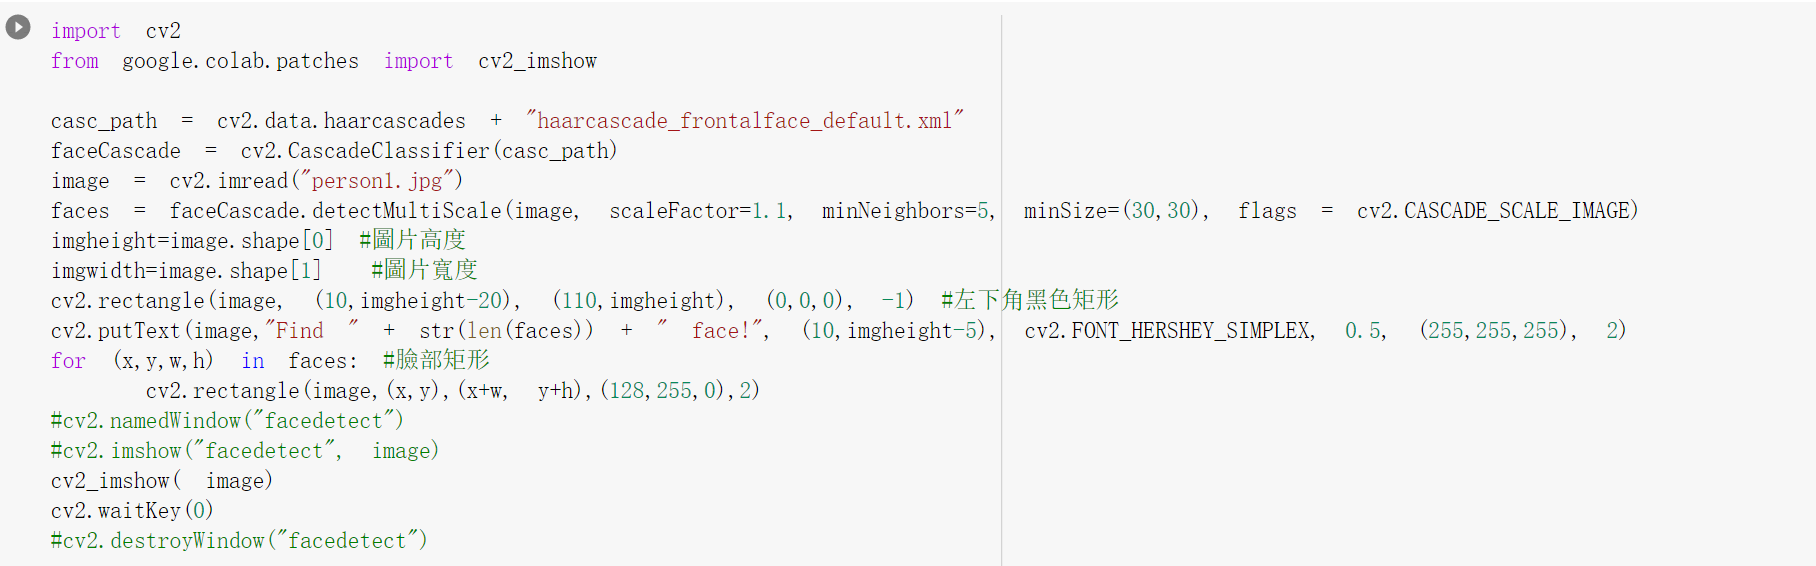 import cv2
from google.colab.patches import cv2_imshow
casc_path = cv2.data.haarcascades + "haarcascade_frontalface_default.xml"
faceCascade = cv2.CascadeClassifier(casc_path)
image = cv2.imread("person1.jpg")
faces = faceCascade.detectMultiScale(image, scaleFactor=1.1, minNeighbors=5, minSize=(30,30), flags = cv2.CASCADE_SCALE_IMAGE)
imgheight=image.shape[0] #圖片高度
imgwidth=image.shape[1] #圖片寬度
cv2.rectangle(image, (10,imgheight-20), (110,imgheight), (0,0,0), -1) #左下角黑色矩形
cv2.putText(image,"Find " + str(len(faces)) + " face!", (10,imgheight-5), cv2.FONT_HERSHEY_SIMPLEX, 0.5, (255,255,255), 2)
for (x,y,w,h) in faces: #臉部矩形
    cv2.rectangle(image,(x,y),(x+w, y+h),(128,255,0),2)
#cv2.namedWindow("facedetect")
#cv2.imshow("facedetect", image)
cv2_imshow( image)
cv2.waitKey(0)
#cv2.destroyWindow("facedetect")